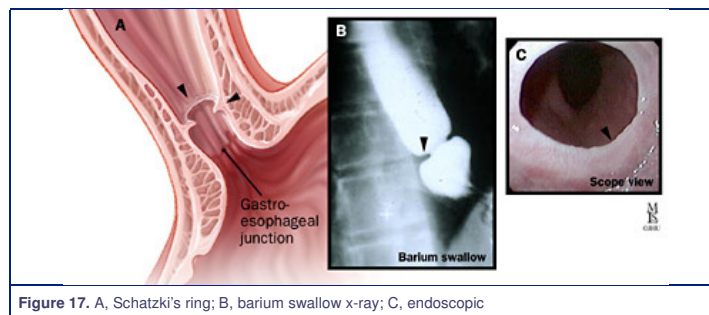 A
B
C
Gastro-
esophageal
junction
Barium swallow
Scope view
Figure 17. A, Schatzki's ring; B, barium swallow x-ray; C, endoscopic